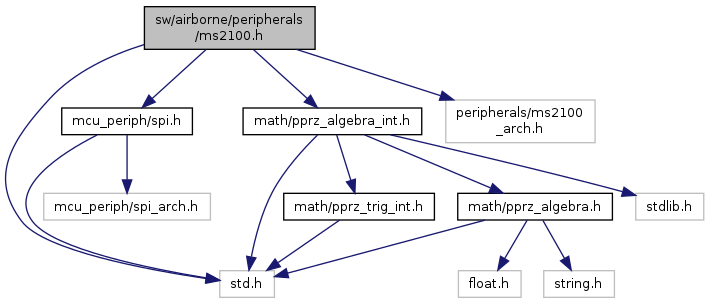 sw/airborne/peripherals
/ms2100.h
mcu_periph/spi.h
math/pprz_algebra_int.h
peripherals/ms2100
_arch.h
mcu_periph/spi_arch.h
math/pprz_trig_int.h
math/pprz_algebra.h
stdlib.h
std.h
float.h
string.h